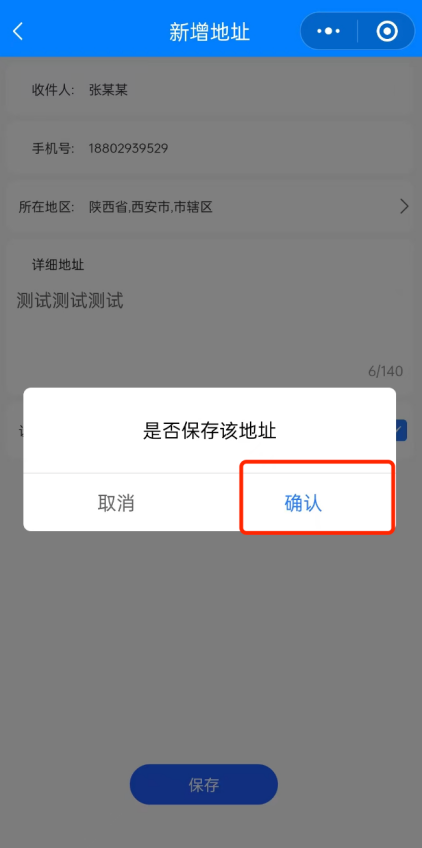 新增地址
收件人: 张某某
手机号: 18802939529
所在地区: 陕西省,西安市,市辖区
详细地址
测试测试测试
6/140
是否保存该地址
取消 确认
保存